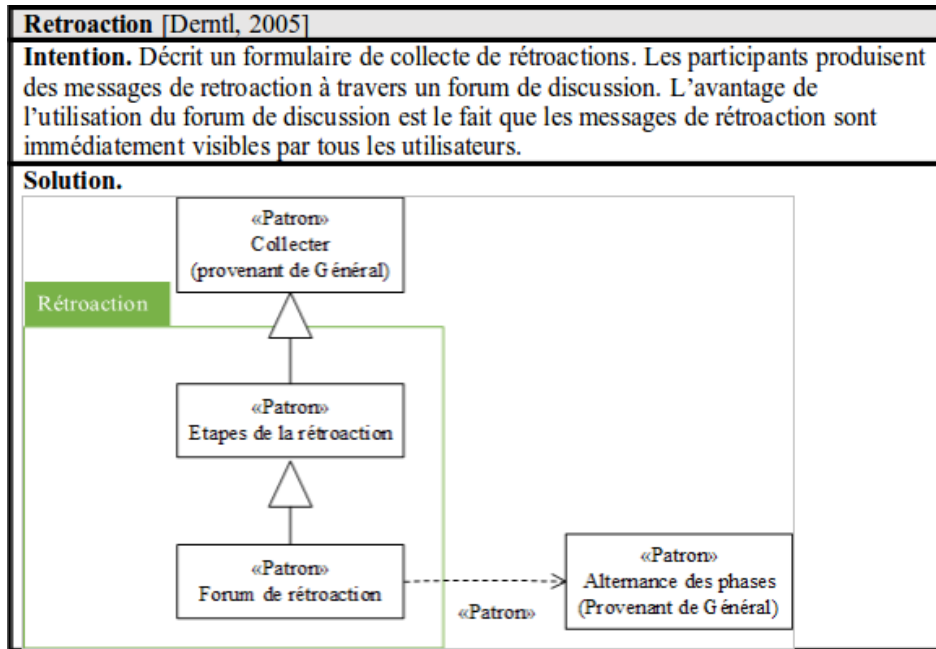 Retroaction [Derntl, 2005]
Intention. Décrit un formulaire de collecte de rétroactions. Les participants produisent
des messages de retroaction à travers un forum de discussion. L’avantage de
l’utilisation du forum de discussion est le fait que les messages de rétroaction sont
immédiatement visibles par tous les utilisateurs.
Solution.
«Patron»
Collecter
(provenant de Général)
Rétroaction
«Patron»
Etapes de la rétroaction
«Patron»
Forum de rétroaction
«Patron»
«Patron»
Alternance des phases
(Provenant de Général)